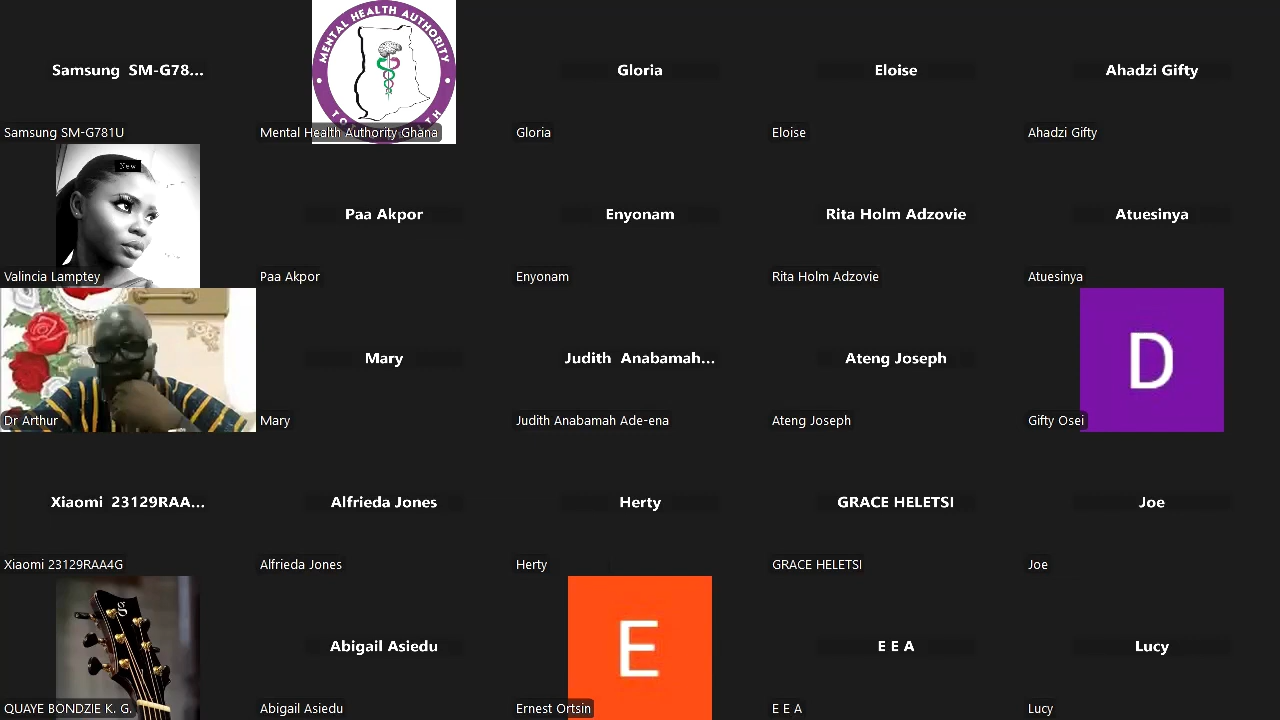 Samsung SM-G78...
MENTAL HEALTH AUTHORITY
Gloria
Eloise
Ahadzi Gifty
Samsung SM-G781U
Mental Health Authority Ghana
Gloria
Eloise
Ahadzi Gifty
New
Paa Akpor
Enyonam
Rita Holm Adzovie
Atuesinya
Valincia Lamptey
Paa Akpor
Enyonam
Rita Holm Adzovie
Atuesinya
Mary
Judith Anabamah...
Ateng Joseph
D
Dr Arthur
Mary
Judith Anabamah Ade-ena
Ateng Joseph
Gifty Osei
Xiaomi 23129RAA...
Alfrieda Jones
Herty
GRACE HELETSI
Joe
Xiaomi 23129RAA4G
Alfrieda Jones
Herty
GRACE HELETSI
Joe
g
Abigail Asiedu
E
E E A
Lucy
QUAYE BONDZIE K. G.
Abigail Asiedu
Ernest Ortsin
E E A
Lucy